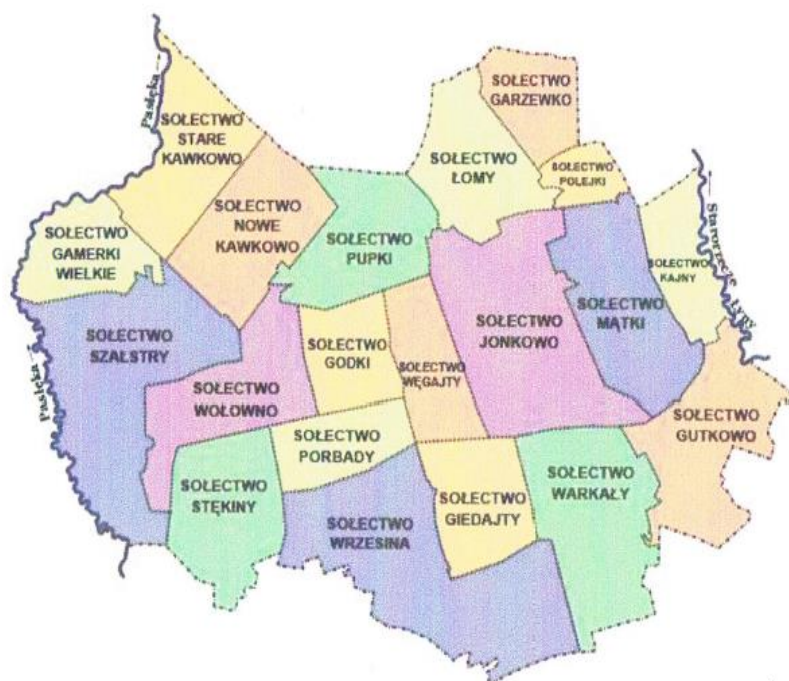 Pasłęka
SOŁECTWO
STARE
KAWKOWO
SOŁECTWO
GARZEWKO
SOŁECTWO
ŁOMY
SOŁECTWO
POLEJKI
SOŁECTWO
NOWE
KAWKOWO
SOŁECTWO
GAMERKI
WIELKIE
SOŁECTWO
PUPKI
SOŁECTWO
KAJNY
Starorzecze Łyny
SOŁECTWO
SZAŁSTRY
SOŁECTWO
GODKI
SOŁECTWO
WĘGAJTY
SOŁECTWO
JONKOWO
SOŁECTWO
MĄTKI
Pasłęka
SOŁECTWO
WOŁOWNO
SOŁECTWO
GUTKOWO
SOŁECTWO
PORBADY
SOŁECTWO
STĘKINY
SOŁECTWO
WRZESINA
SOŁECTWO
GIEDAJTY
SOŁECTWO
WARKAŁY